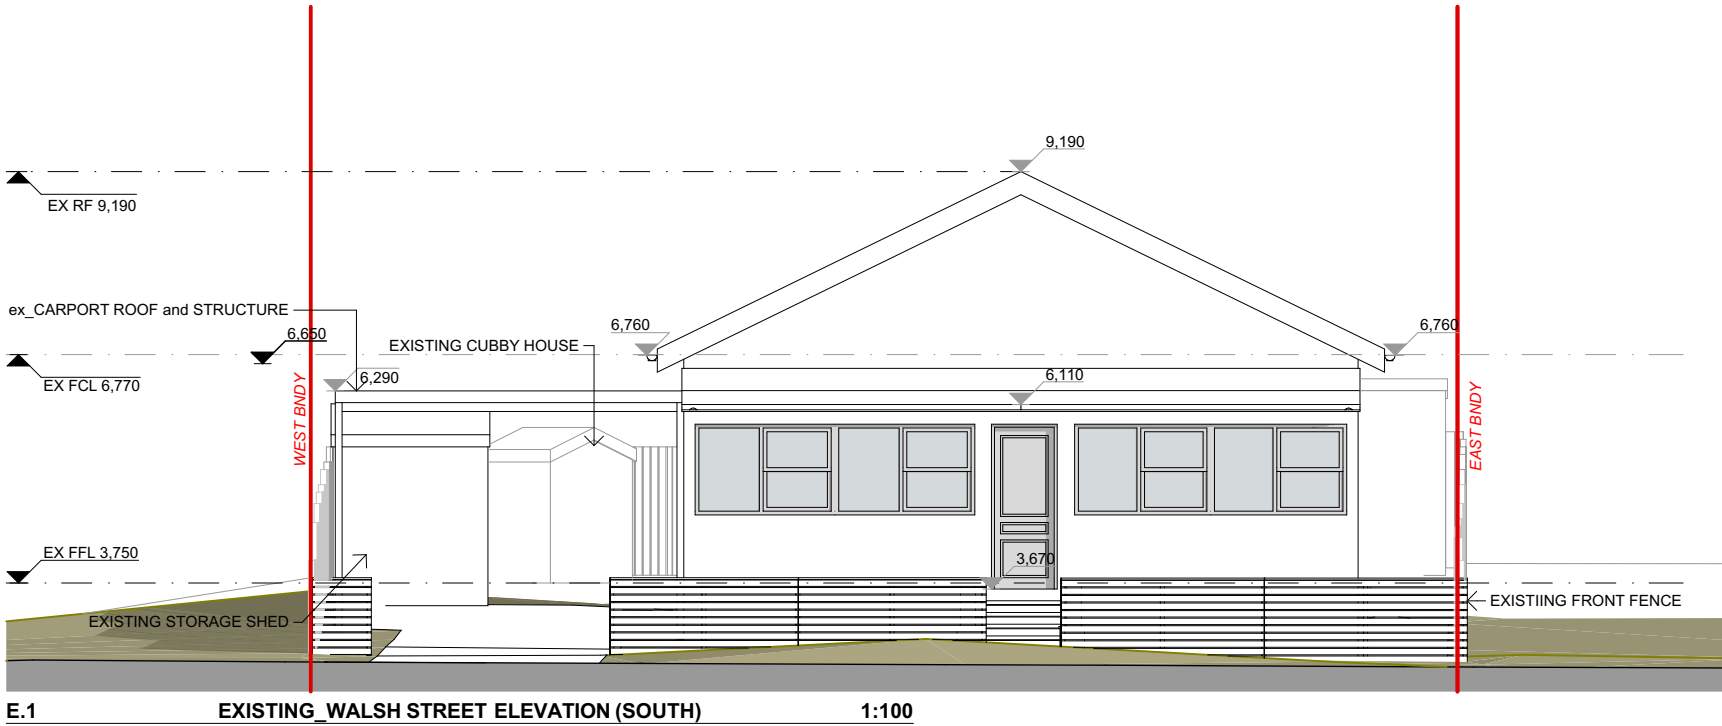 9,190
EX RF 9,190
ex_CARPORT ROOF and STRUCTURE
6,650
6,760
6,760
EXISTING CUBBY HOUSE
EX FCL 6,770
6,290
6,110
WEST BNDY
EAST BNDY
EX FFL 3,750
3,670
EXISTIING FRONT FENCE
EXISTING STORAGE SHED
E.1 EXISTING_WALSH STREET ELEVATION (SOUTH) 1:100